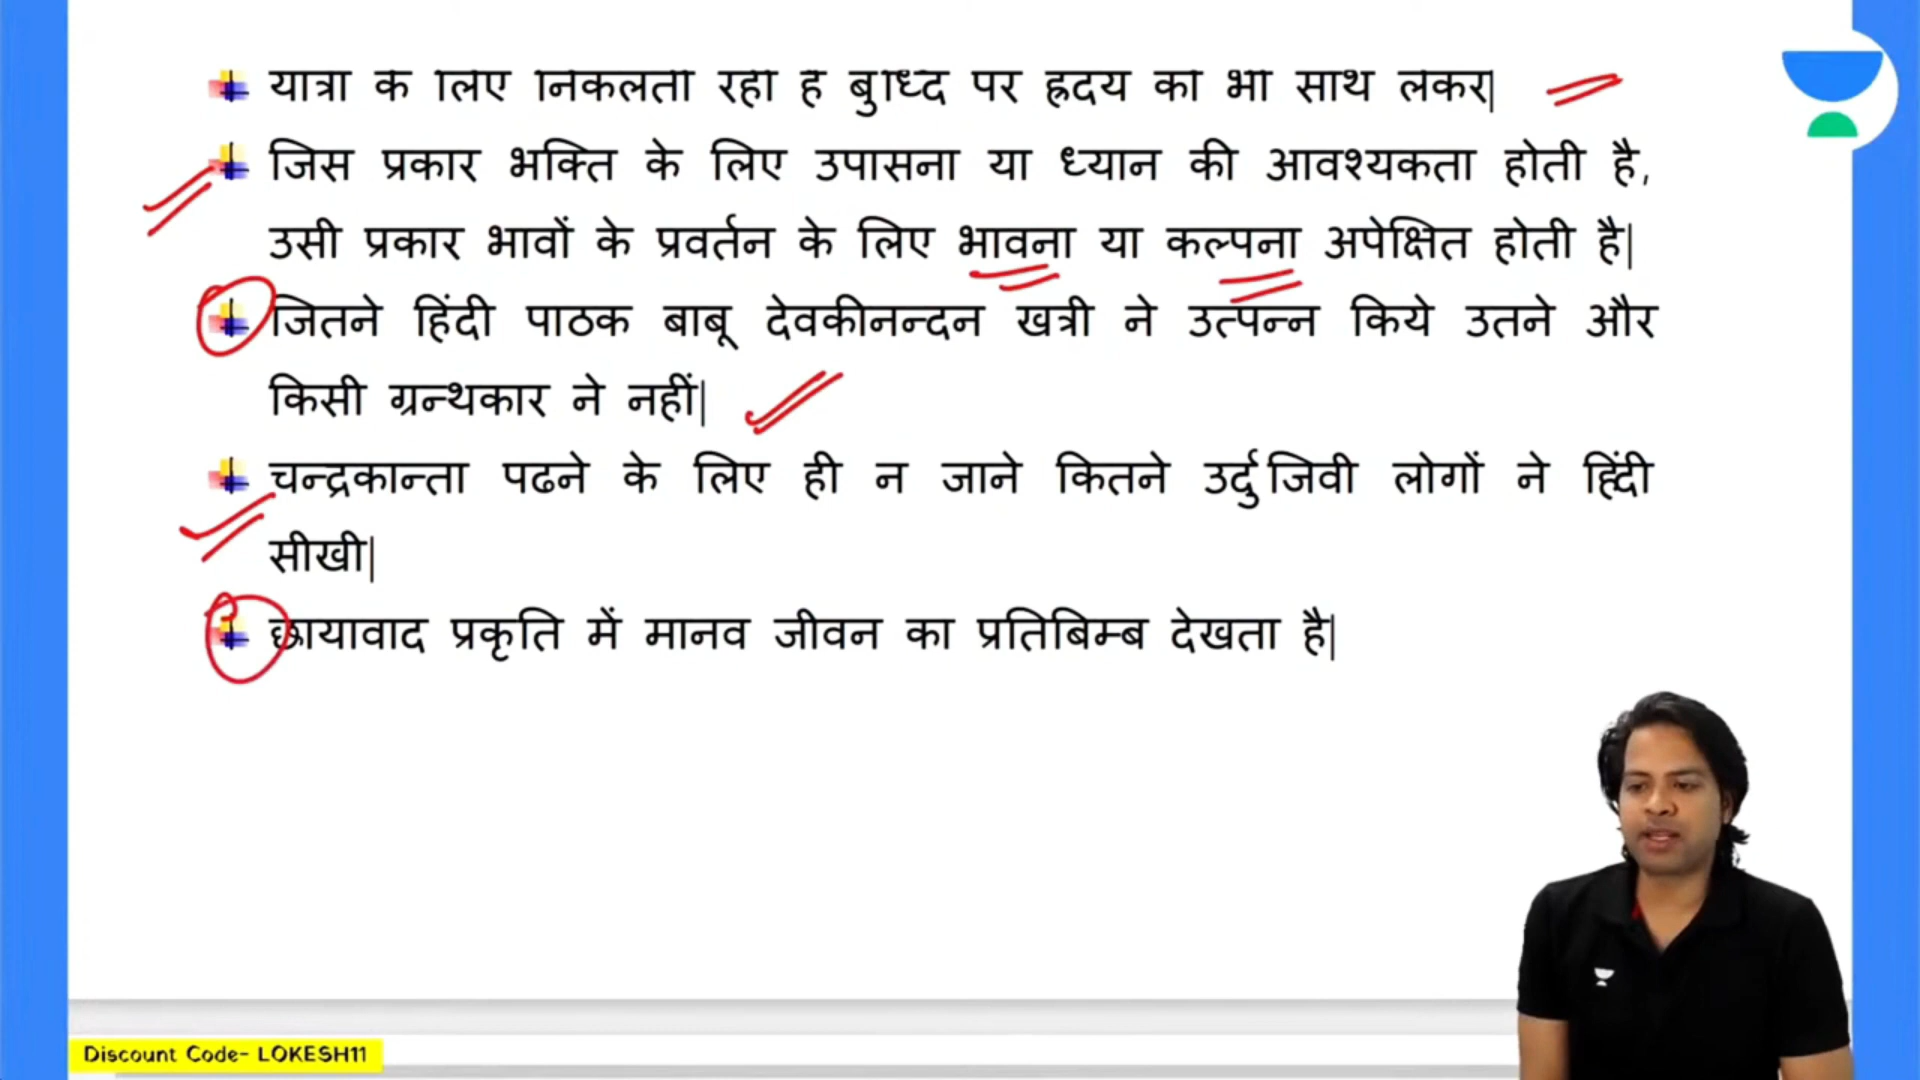 यात्रा के लिए निकलती रही है बुध्दि पर ह्रदय को भी साथ लेकर|
जिस प्रकार भक्ति के लिए उपासना या ध्यान की आवश्यकता होती है,
उसी प्रकार भावों के प्रवर्तन के लिए भावना या कल्पना अपेक्षित होती है|
जितने हिंदी पाठक बाबू देवकीनन्दन खत्री ने उत्पन्न किये उतने और
किसी ग्रन्थकार ने नहीं|
चन्द्रकान्ता पढने के लिए ही न जाने कितने उर्दुजिवी लोगों ने हिंदी
सीखी|
छायावाद प्रकृति में मानव जीवन का प्रतिबिम्ब देखता है|
Discount Code- LOKESH11